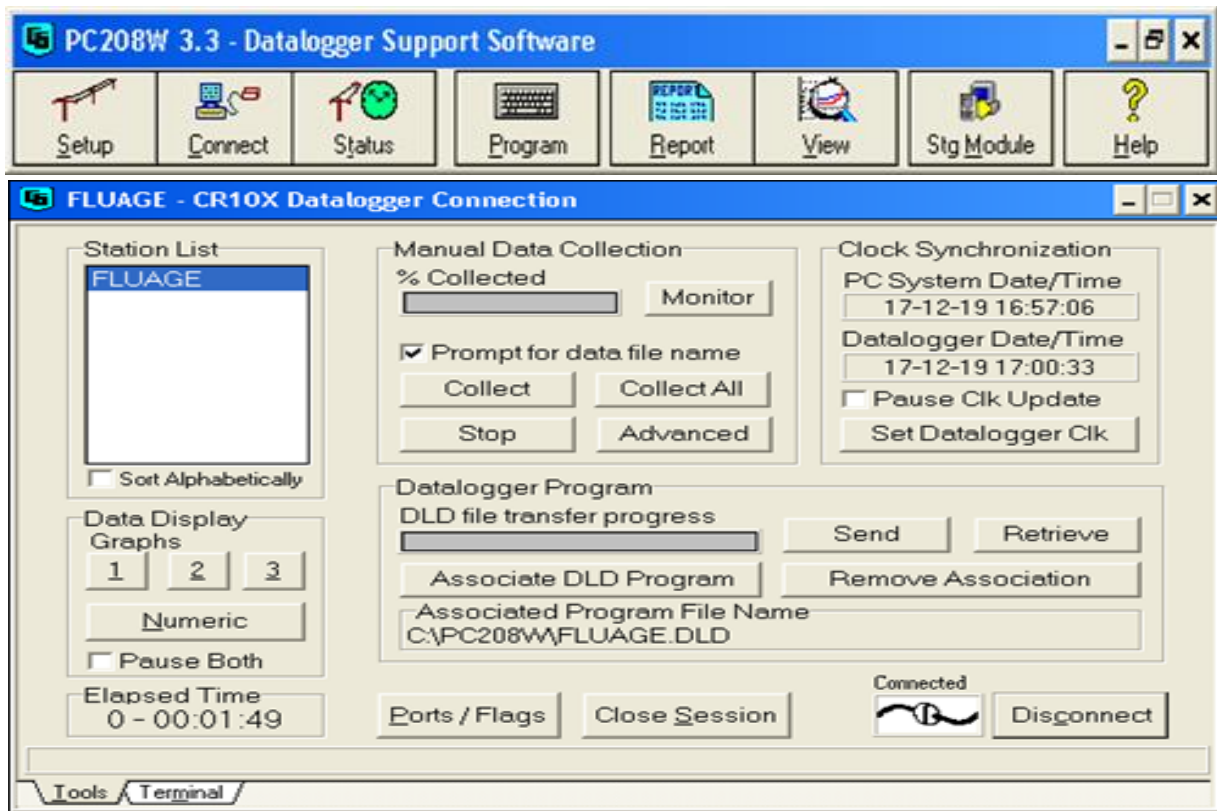 PC208W 3.3 - Datalogger Support Software
Setup
Connect
Status
Program
REPORT
Report
View
Stg Module
Help
FLUAGE - CR10X Datalogger Connection
Station List
FLUAGE
Sort Alphabetically
Data Display
Graphs
1 2 3
Numeric
Pause Both
Elapsed Time
0 - 00:01:49
Manual Data Collection
% Collected
Monitor
Prompt for data file name
Collect
Collect All
Stop
Advanced
Clock Synchronization
PC System Date/Time
17-12-19 16:57:06
Datalogger Date/Time
17-12-19 17:00:33
Pause Clk Update
Set Datalogger Clk
Datalogger Program
DLD file transfer progress
Send
Retrieve
Associate DLD Program
Remove Association
Associated Program File Name
C:\PC208W\FLUAGE.DLD
Ports / Flags
Close Session
Connected
Disconnect
Tools
Terminal